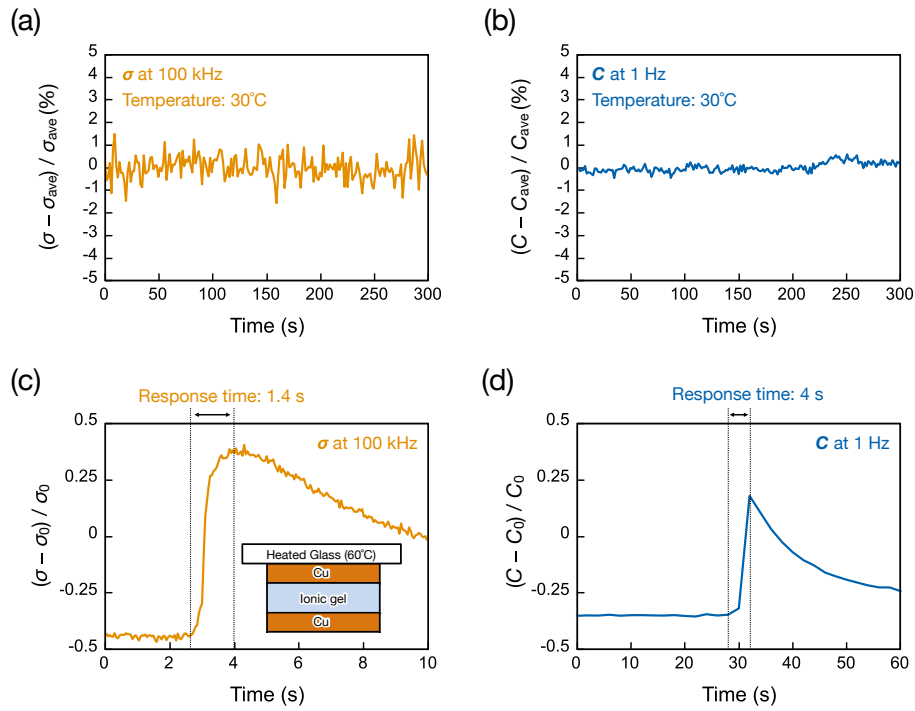 (a)
(σ − σave) / σave (%)
5
4
3
2
1
0
-1
-2
-3
-4
-5
σ at 100 kHz
Temperature: 30°C
0 50 100 150 200 250 300
Time (s)
(b)
(C − Cave) / Cave (%)
5
4
3
2
1
0
-1
-2
-3
-4
-5
C at 1 Hz
Temperature: 30°C
0 50 100 150 200 250 300
Time (s)
(c)
Response time: 1.4 s
(σ − σ0) / σ0
0.5
0.25
0
-0.25
-0.5
σ at 100 kHz
Heated Glass (60°C)
Cu
Ionic gel
Cu
0 2 4 6 8 10
Time (s)
(d)
Response time: 4 s
(C − C0) / C0
0.5
0.25
0
-0.25
-0.5
C at 1 Hz
0 10 20 30 40 50 60
Time (s)